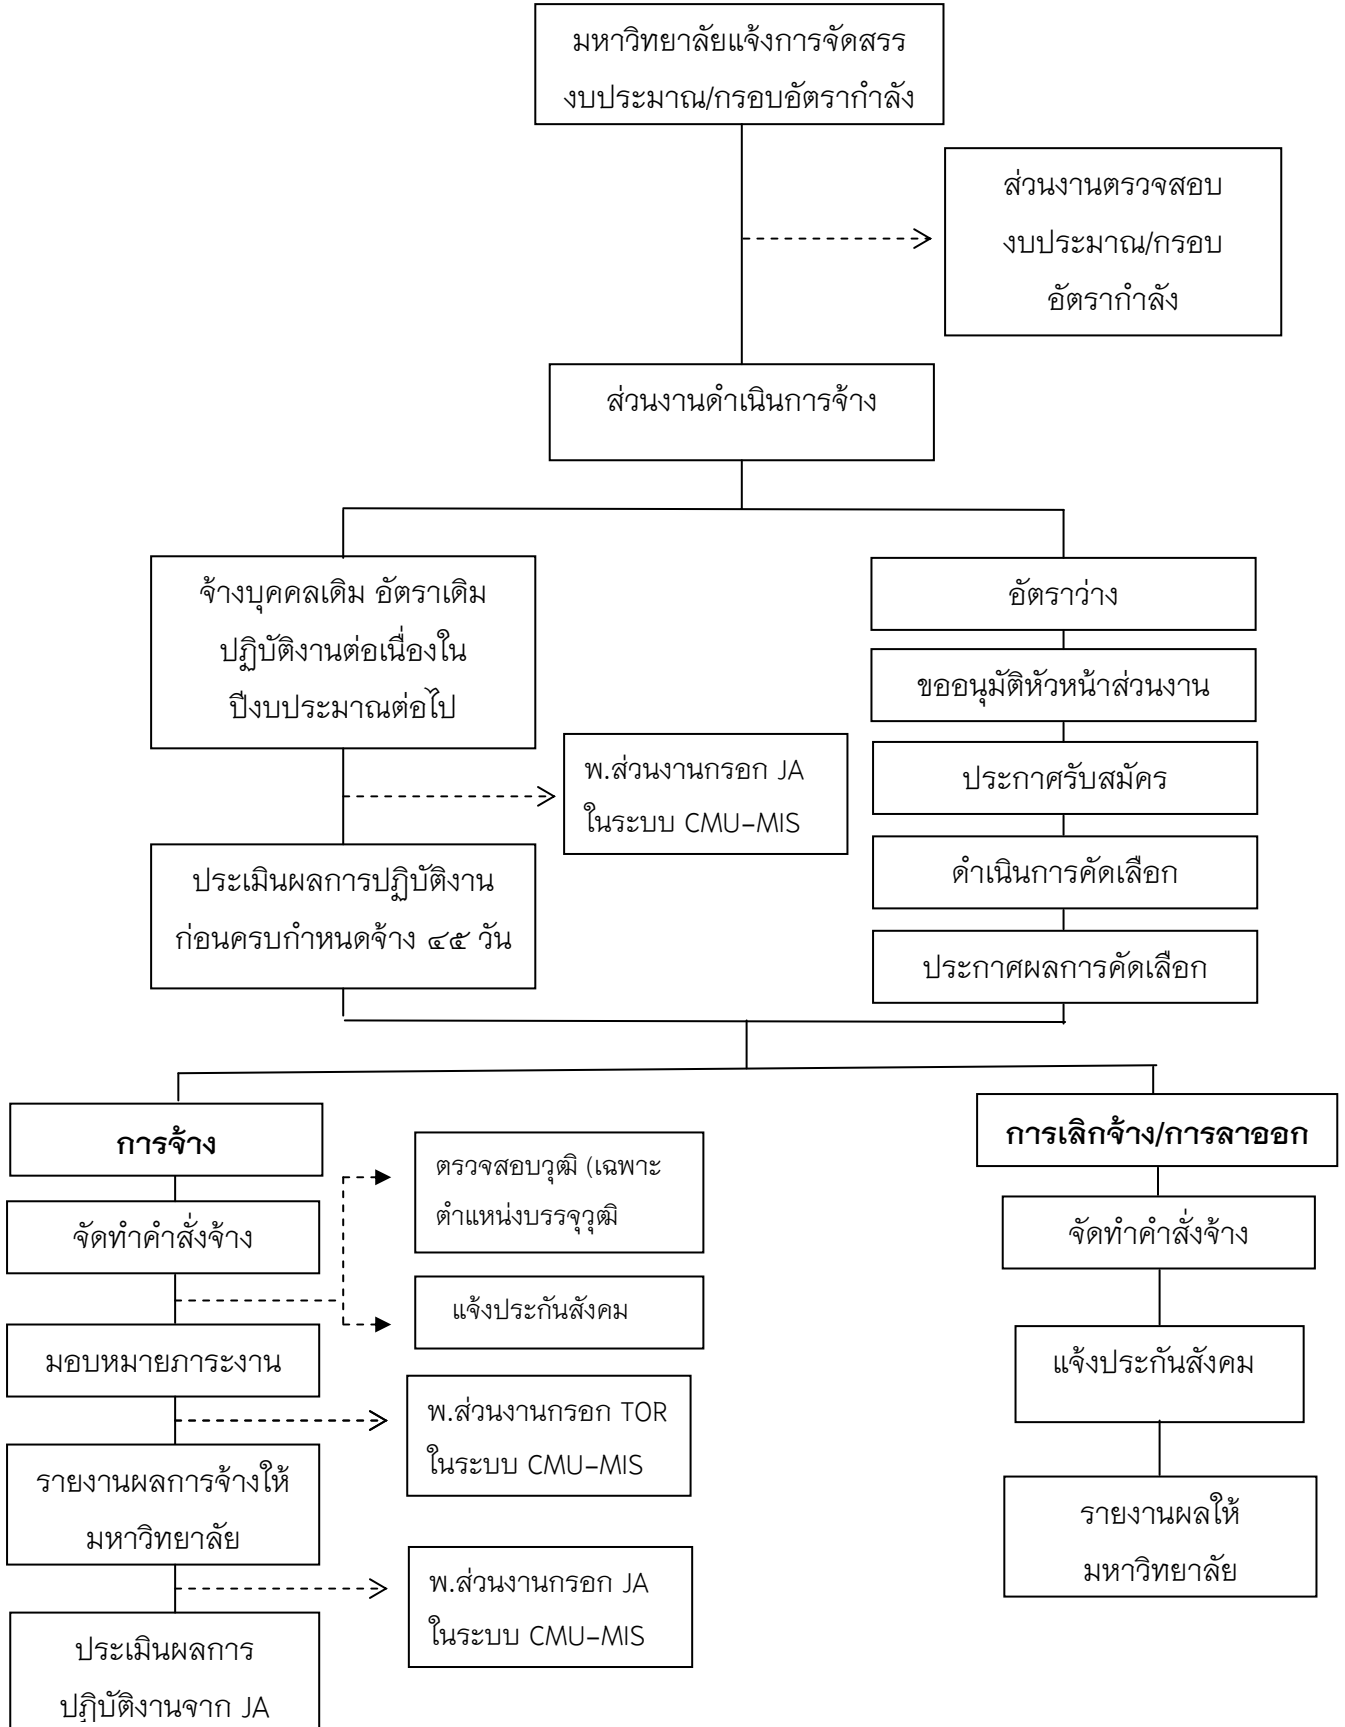 มหาวิทยาลัยแจ้งการจัดสรร
งบประมาณ/กรอบอัตรากำลัง
ส่วนงานตรวจสอบ
งบประมาณ/กรอบ
อัตรากำลัง
ส่วนงานดำเนินการจ้าง
จ้างบุคคลเดิม อัตราเดิม
ปฏิบัติงานต่อเนื่องใน
ปีงบประมาณต่อไป
พ.ส่วนงานกรอก JA
ในระบบ CMU-MIS
ประเมินผลการปฏิบัติงาน
ก่อนครบกำหนดจ้าง ๔๕ วัน
อัตราว่าง
ขออนุมัติหัวหน้าส่วนงาน
ประกาศรับสมัคร
ดำเนินการคัดเลือก
ประกาศผลการคัดเลือก
การจ้าง
จัดทำคำสั่งจ้าง
ตรวจสอบวุฒิ (เฉพาะ
ตำแหน่งบรรจุวุฒิ
แจ้งประกันสังคม
มอบหมายภาระงาน
พ.ส่วนงานกรอก TOR
ในระบบ CMU-MIS
รายงานผลการจ้างให้
มหาวิทยาลัย
พ.ส่วนงานกรอก JA
ในระบบ CMU-MIS
ประเมินผลการ
ปฏิบัติงานจาก JA
การเลิกจ้าง/การลาออก
จัดทำคำสั่งจ้าง
แจ้งประกันสังคม
รายงานผลให้
มหาวิทยาลัย